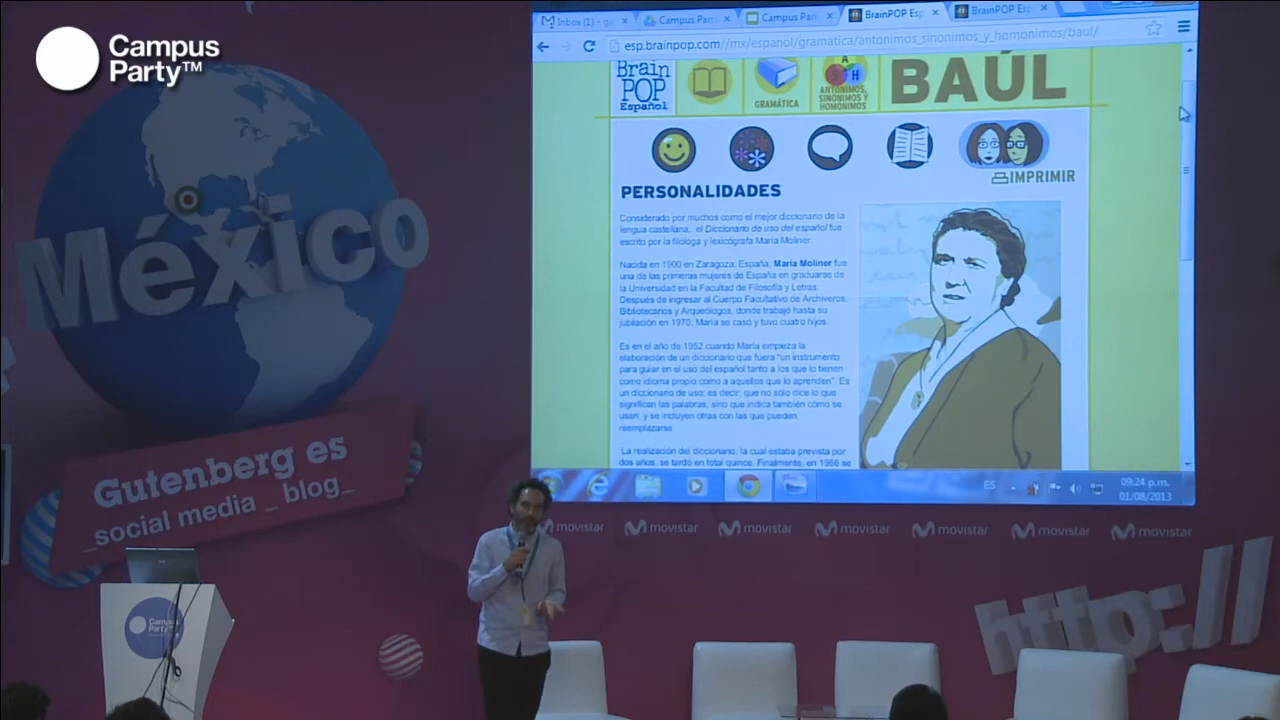 Campus
Party™
México
Gutenberg es
_social media _ blog_
Campus
Party
Inbox (1) -
Campus Part
Campus Part
BrainPOP Esp
BrainPOP Esp
esp.brainpop.com//mx/espanol/gramatica/antonimos_sinonimos_y_homonimos/baul/
Brain
POP
Español
GRAMÁTICA
A
S H
ANTÓNIMOS,
SINÓNIMOS Y
HOMÓNIMOS
BAÚL
IMPRIMIR
PERSONALIDADES
Considerado por muchos como el mejor diccionario de la
lengua castellana, el Diccionario de uso del español fue
escrito por la filóloga y lexicógrafa María Moliner.
Nacida en 1900 en Zaragoza, España, María Moliner fue
una de las primeras mujeres de España en graduarse de
la Universidad en la Facultad de Filosofía y Letras.
Después de ingresar al Cuerpo Facultativo de Archiveros,
Bibliotecarios y Arqueólogos, donde trabajó hasta su
jubilación en 1970, María se casó y tuvo cuatro hijos.
Es en el año de 1952 cuando María empieza la
elaboración de un diccionario que fuera "un instrumento
para guiar en el uso del español tanto a los que lo tienen
como idioma propio como a aquellos que lo aprenden". Es
un diccionario de uso; es decir, que no sólo dice lo que
significan las palabras, sino que indica también cómo se
usan, y se incluyen otras con las que pueden
reemplazarse.
La realización del diccionario, la cual estaba prevista por
dos años, se tardó en total quince. Finalmente, en 1966 se
ES
09:24 p.m.
01/08/2013
movistar movistar movistar movistar movistar movistar movistar
http://